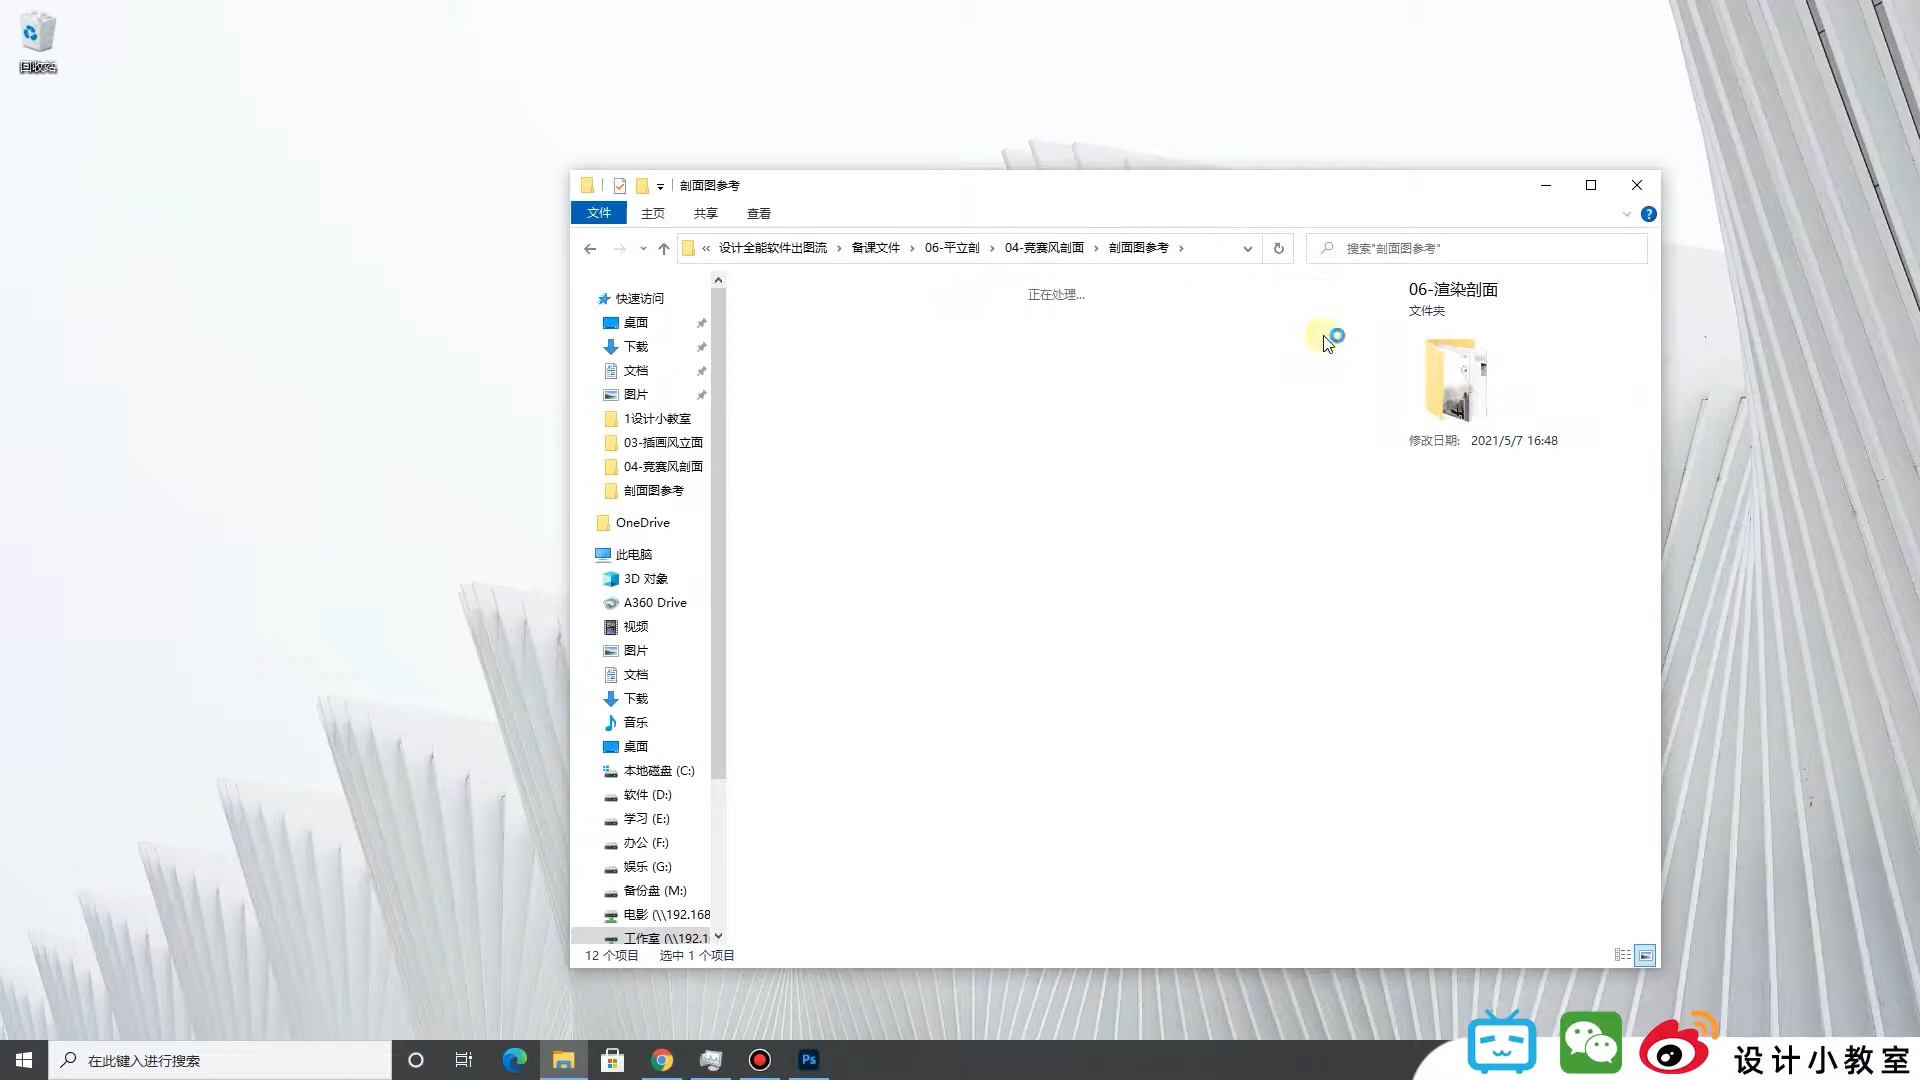 回收站
剖面图参考
文件
主页
共享
查看
«
设计全能软件出图流
备课文件
06-平立剖
04-竞赛风剖面
剖面图参考
搜索"剖面图参考"
快速访问
桌面
下载
文档
图片
1设计小教室
03-插画风立面
04-竞赛风剖面
剖面图参考
OneDrive
此电脑
3D 对象
A360 Drive
视频
图片
文档
下载
音乐
桌面
本地磁盘 (C:)
软件 (D:)
学习 (E:)
办公 (F:)
娱乐 (G:)
备份盘 (M:)
电影 (\\192.168
工作室 (\\192.1
正在处理...
06-渲染剖面
文件夹
修改日期: 2021/5/7 16:48
12 个项目
选中 1 个项目
在此键入进行搜索
Ps
设计小教室